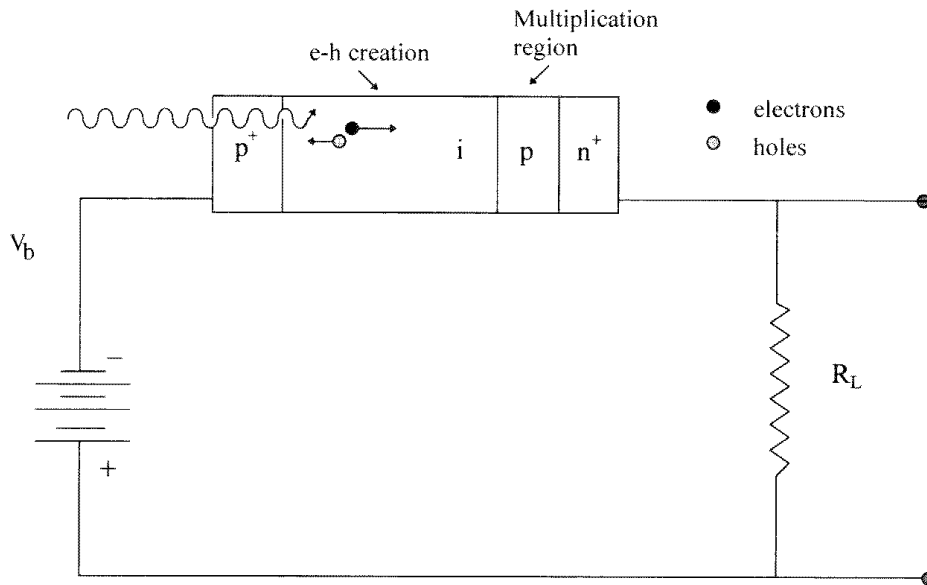 Multiplication
region
e-h creation
electrons
holes
p+
i
p
n+
Vb
−
+
RL